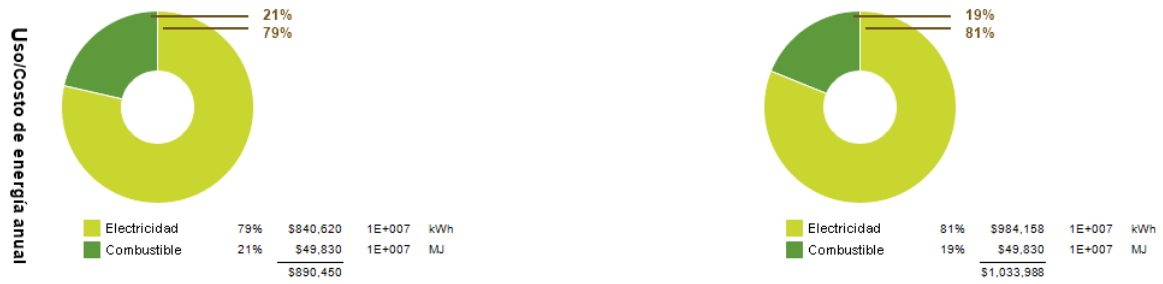 Uso/Costo de energía anual
21%
79%
Electricidad 79% $840,620 1E+007 kWh
Combustible 21% $49,830 1E+007 MJ
$890,450
19%
81%
Electricidad 81% $984,158 1E+007 kWh
Combustible 19% $49,830 1E+007 MJ
$1,033,988